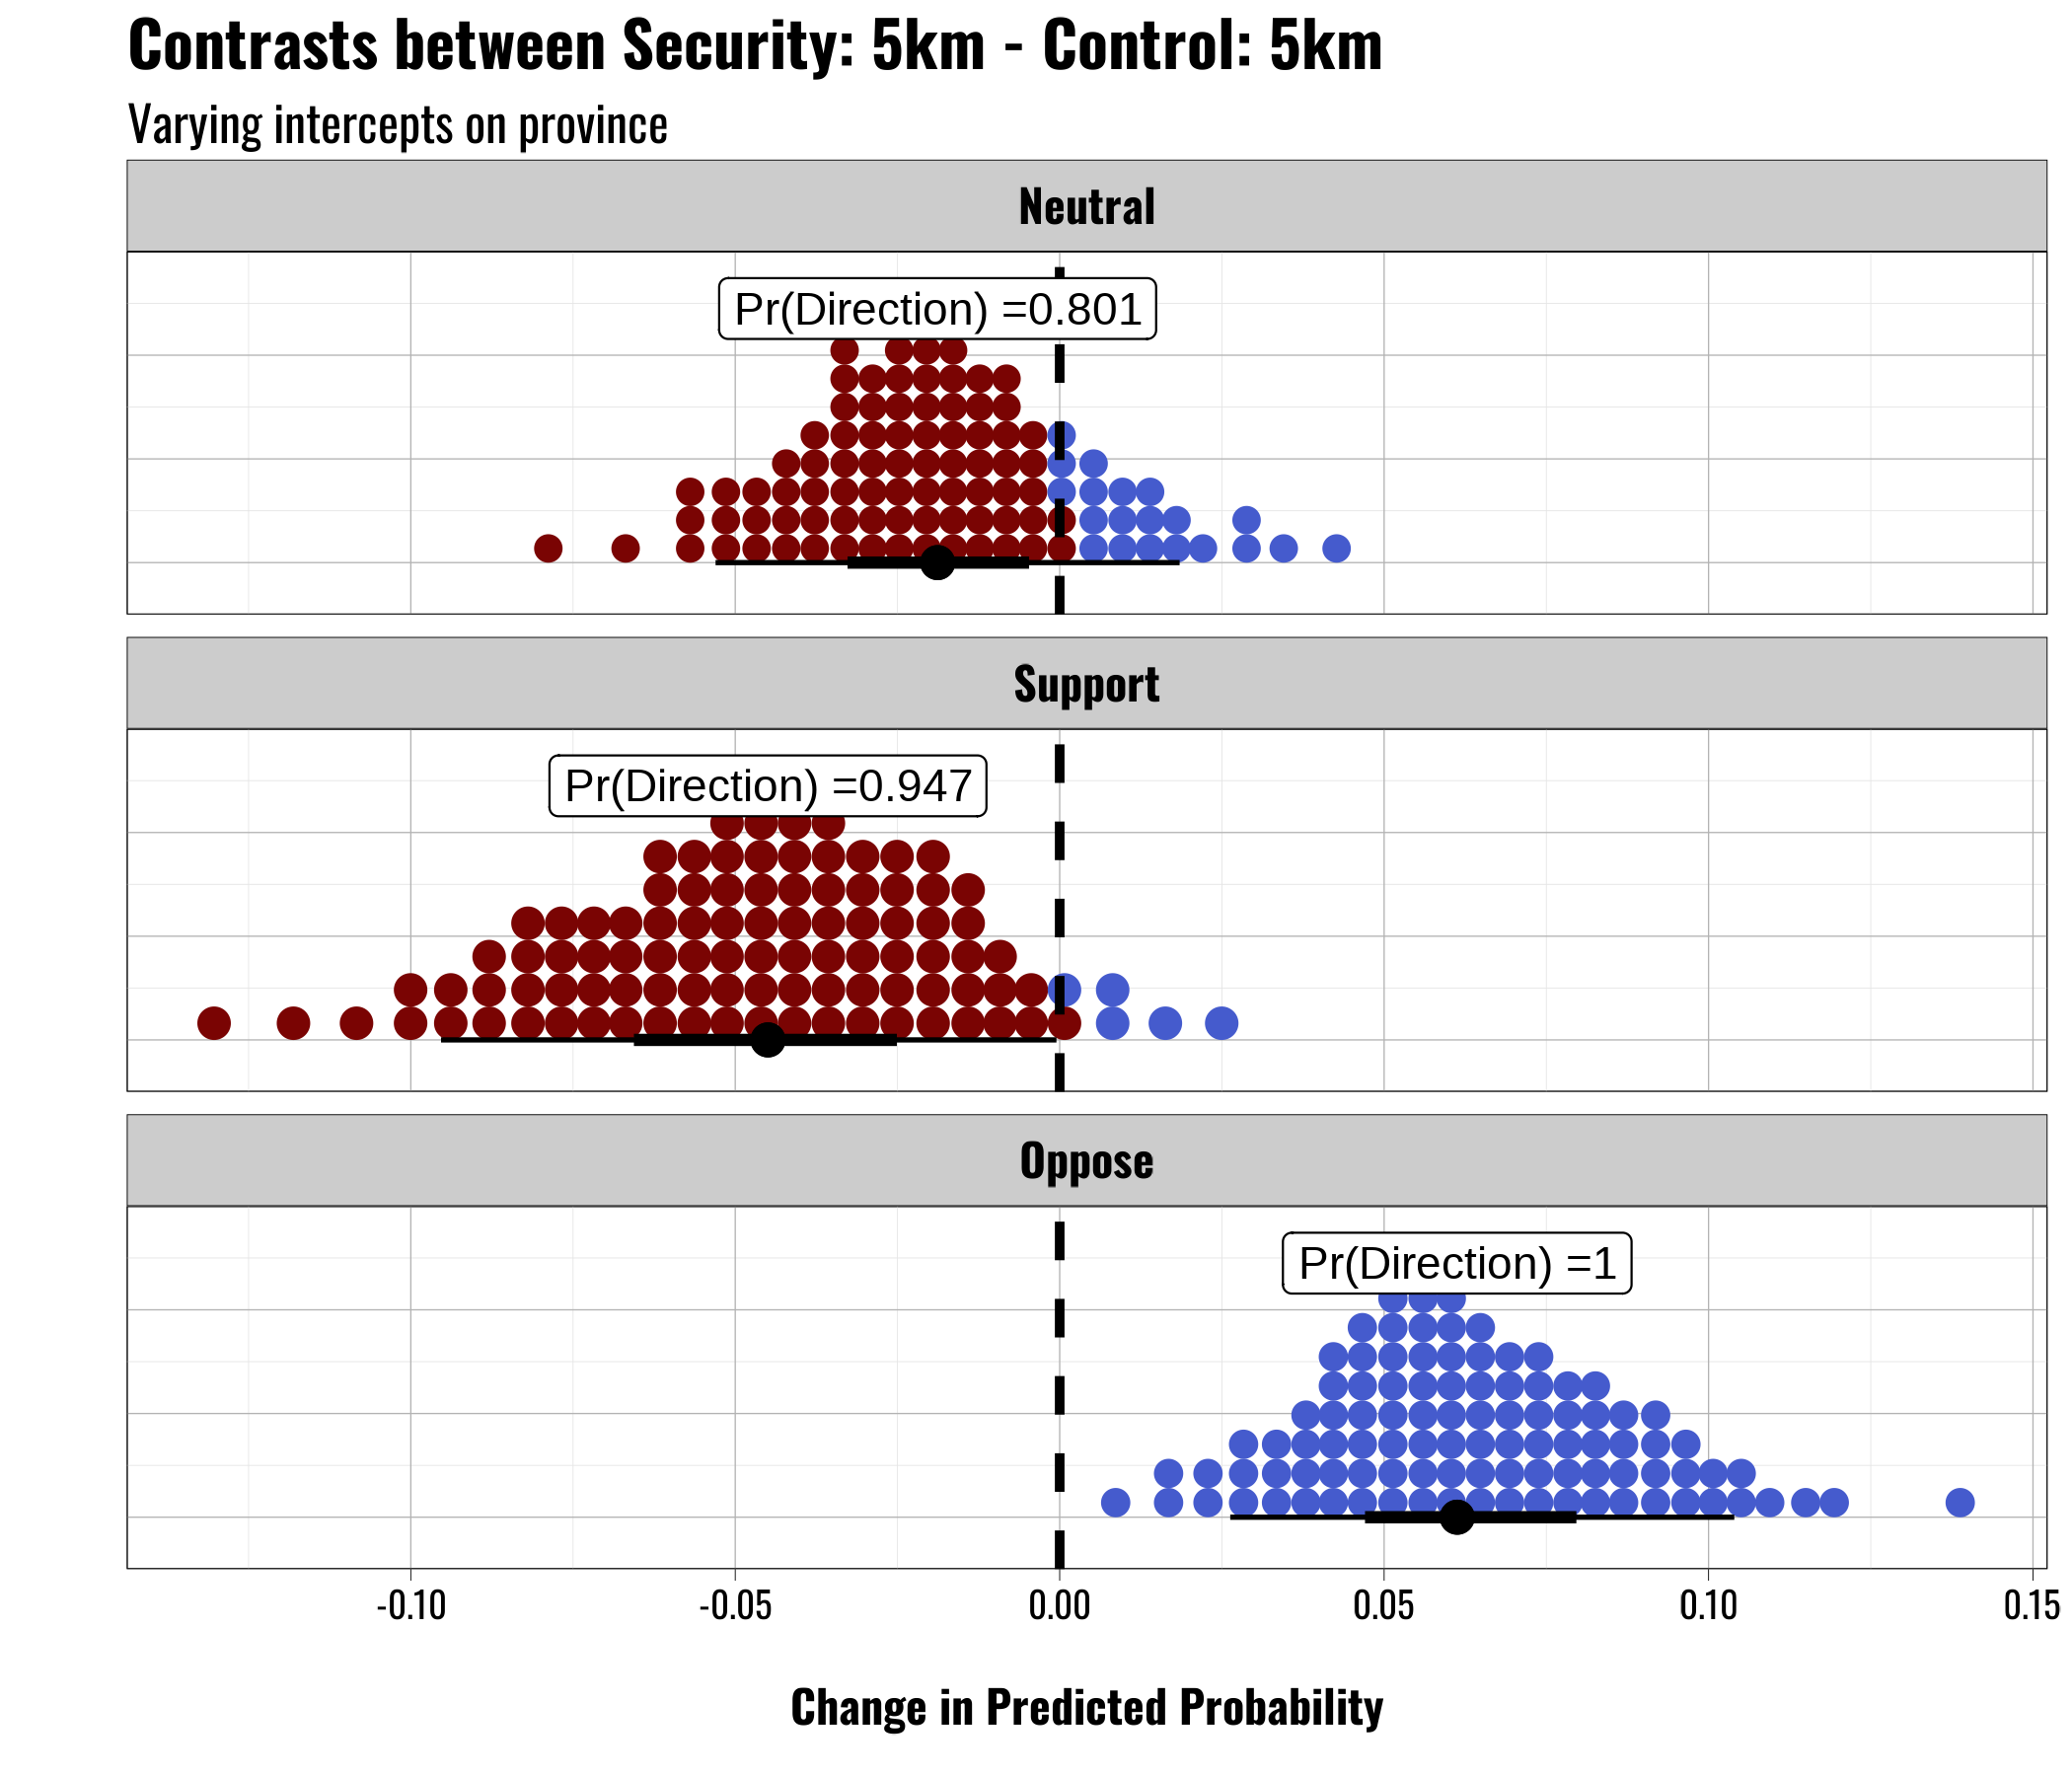 Contrasts between Security: 5km - Control: 5km
Varying intercepts on province
Neutral
Pr(Direction) =0.801
Support
Pr(Direction) =0.947
Oppose
Pr(Direction) =1
-0.10 -0.05 0.00 0.05 0.10 0.15
Change in Predicted Probability